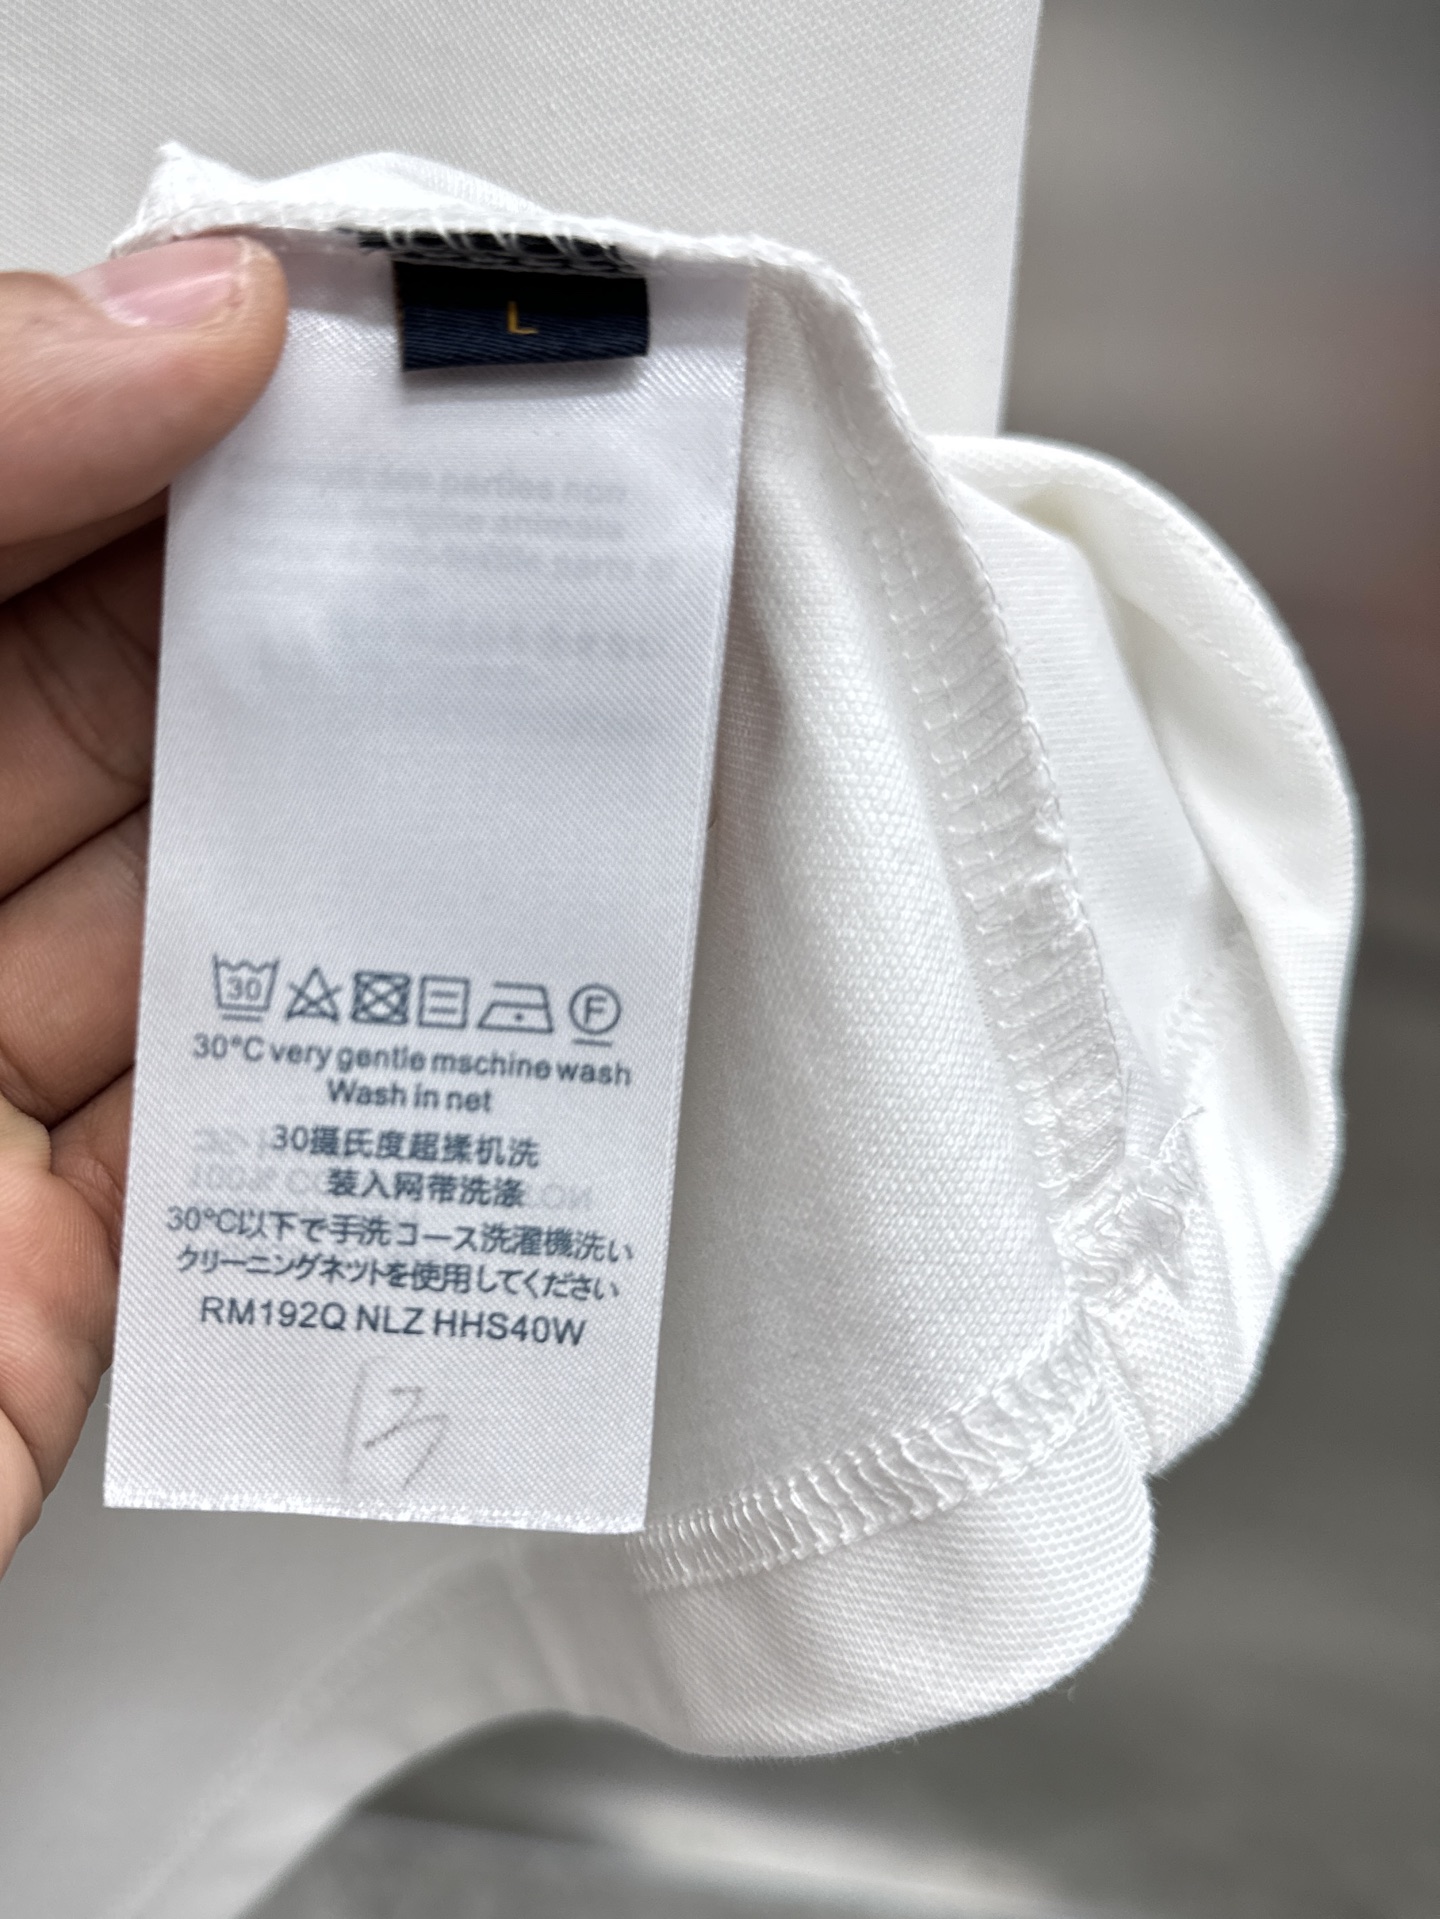 L
30
F
30°C very gentle mschine wash
Wash in net
30摄氏度超揉机洗
装入网带洗涤
30°C以下で手洗コース洗濯機洗い
クリーニングネットを使用してください
RM192Q NLZ HHS40W
13